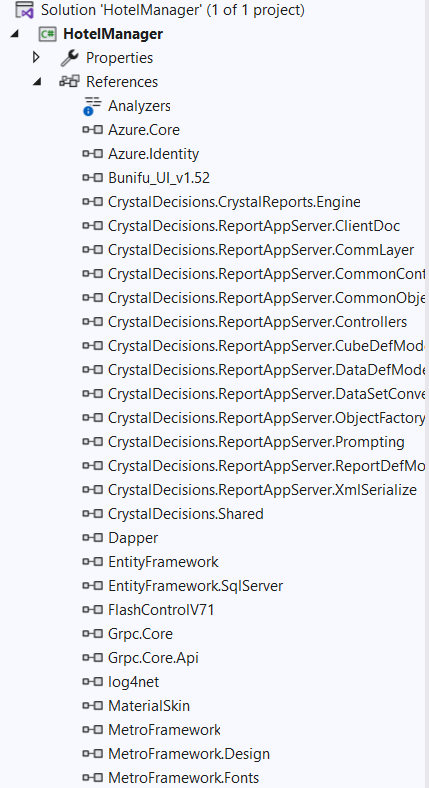 Solution 'HotelManager' (1 of 1 project)
C# HotelManager
Properties
References
Analyzers
Azure.Core
Azure.Identity
Bunifu_UI_v1.52
CrystalDecisions.CrystalReports.Engine
CrystalDecisions.ReportAppServer.ClientDoc
CrystalDecisions.ReportAppServer.CommLayer
CrystalDecisions.ReportAppServer.CommonCont
CrystalDecisions.ReportAppServer.CommonObje
CrystalDecisions.ReportAppServer.Controllers
CrystalDecisions.ReportAppServer.CubeDefMode
CrystalDecisions.ReportAppServer.DataDefMode
CrystalDecisions.ReportAppServer.DataSetConve
CrystalDecisions.ReportAppServer.ObjectFactory
CrystalDecisions.ReportAppServer.Prompting
CrystalDecisions.ReportAppServer.ReportDefMo
CrystalDecisions.ReportAppServer.XmlSerialize
CrystalDecisions.Shared
Dapper
EntityFramework
EntityFramework.SqlServer
FlashControlV71
Grpc.Core
Grpc.Core.Api
log4net
MaterialSkin
MetroFramework
MetroFramework.Design
MetroFramework.Fonts